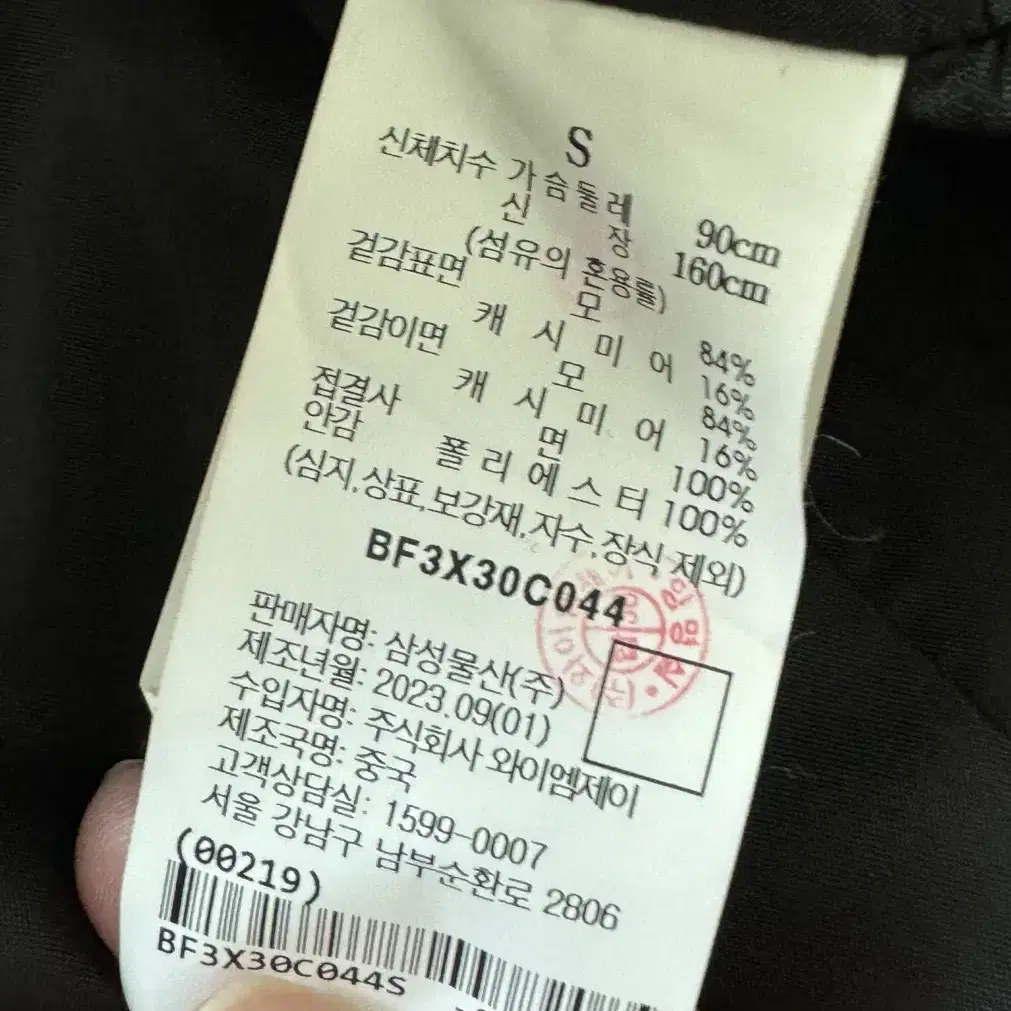 S
신체치수 가슴둘레 90cm
신장 160cm
(섬유의 혼용률)
겉감표면 모 84%
캐시미어 16%
겉감이면 모 84%
캐시미어 16%
접결사 면 100%
안감 폴리에스터 100%
(심지,상표,보강재,자수,장식 제외)
BF3X30C044
판매자명: 삼성물산(주)
제조년월: 2023.09(01)
수입자명: 주식회사 와이엠제이
제조국명: 중국
고객상담실: 1599-0007
서울 강남구 남부순환로 2806
(00219)
BF3X30C044S